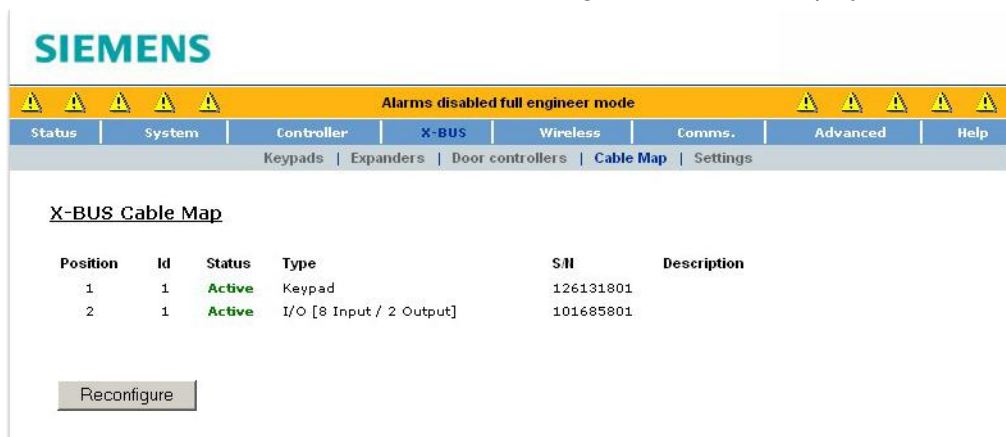 SIEMENS
Alarms disabled full engineer mode
Status System Controller X-BUS Wireless Comms. Advanced Help
Keypads | Expanders | Door controllers | Cable Map | Settings
X-BUS Cable Map
Position Id Status Type S/N Description
1 1 Active Keypad 126131801
2 1 Active I/O [8 Input / 2 Output] 101685801
Reconfigure